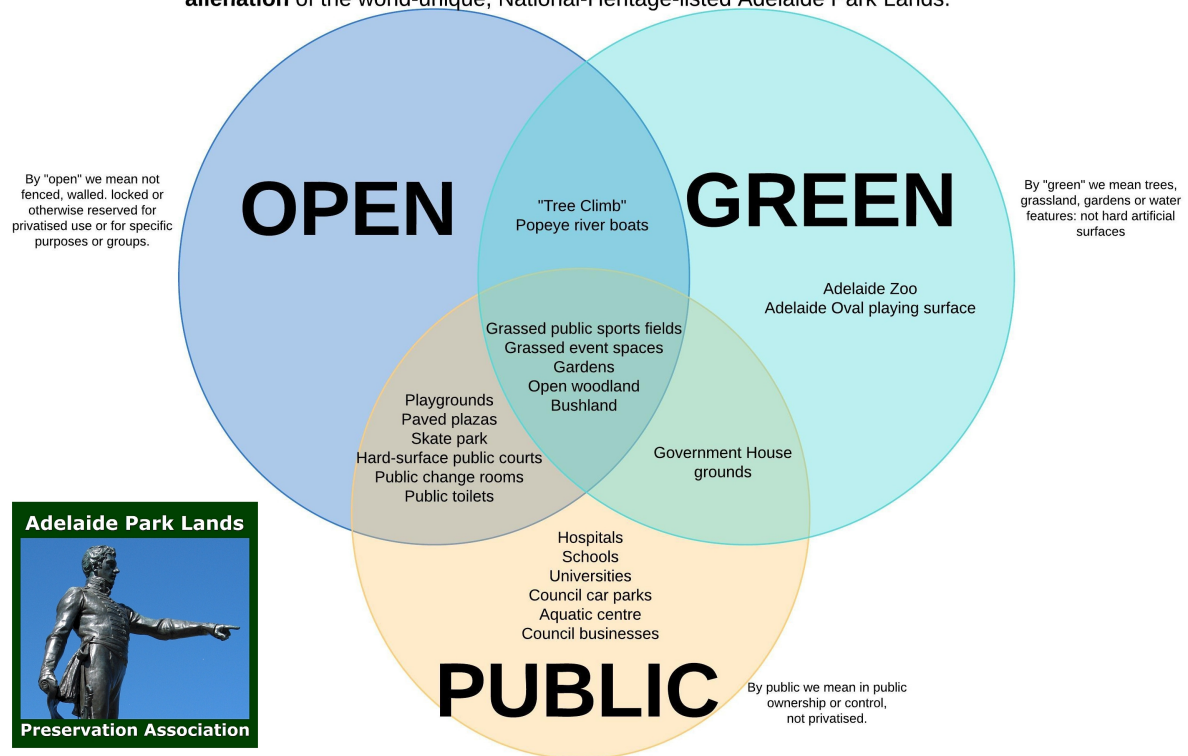 alienation of the world-unique, National-Heritage-listed Adelaide Park Lands.
By "open" we mean not
fenced, walled. locked or
otherwise reserved for
privatised use or for specific
purposes or groups.
OPEN
"Tree Climb"
Popeye river boats
GREEN
By "green" we mean trees,
grassland, gardens or water
features: not hard artificial
surfaces
Adelaide Zoo
Adelaide Oval playing surface
Grassed public sports fields
Grassed event spaces
Gardens
Open woodland
Bushland
Playgrounds
Paved plazas
Skate park
Hard-surface public courts
Public change rooms
Public toilets
Government House
grounds
Hospitals
Schools
Universities
Council car parks
Aquatic centre
Council businesses
PUBLIC
By public we mean in public
ownership or control,
not privatised.
Adelaide Park Lands
Preservation Association